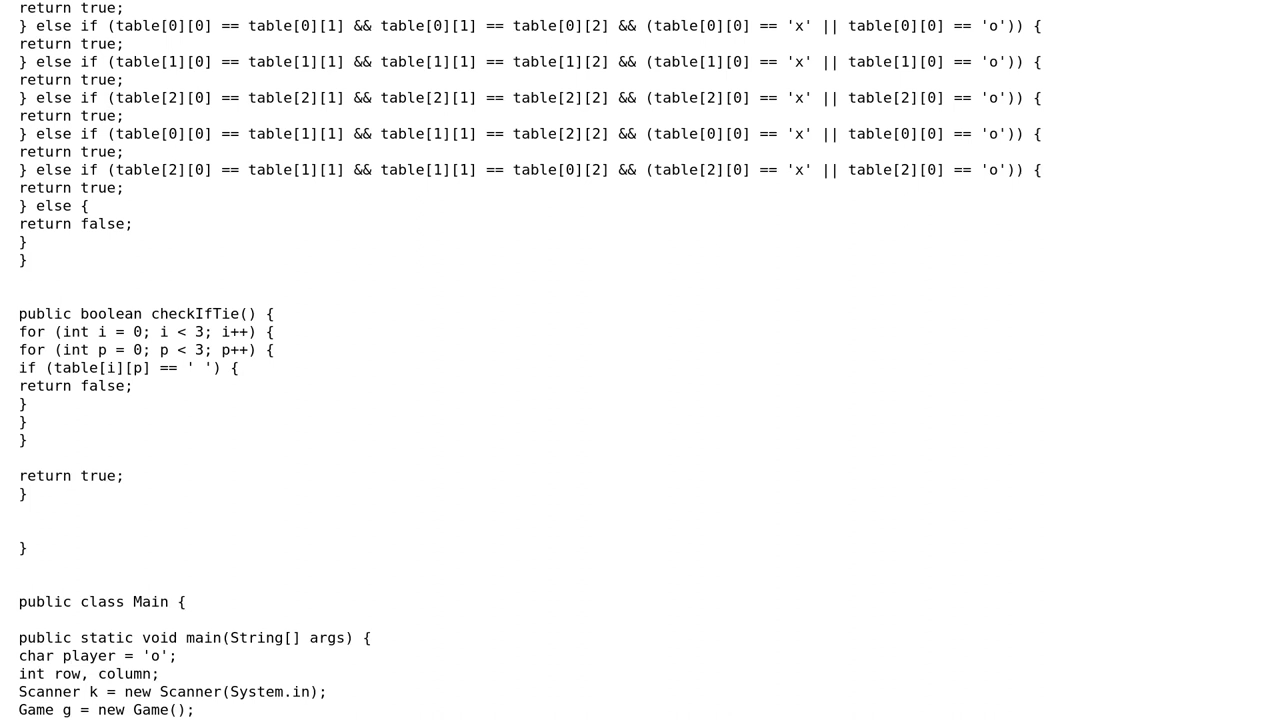 return true;
} else if (table[0][0] == table[0][1] && table[0][1] == table[0][2] && (table[0][0] == 'x' || table[0][0] == 'o')) {
return true;
} else if (table[1][0] == table[1][1] && table[1][1] == table[1][2] && (table[1][0] == 'x' || table[1][0] == 'o')) {
return true;
} else if (table[2][0] == table[2][1] && table[2][1] == table[2][2] && (table[2][0] == 'x' || table[2][0] == 'o')) {
return true;
} else if (table[0][0] == table[1][1] && table[1][1] == table[2][2] && (table[0][0] == 'x' || table[0][0] == 'o')) {
return true;
} else if (table[2][0] == table[1][1] && table[1][1] == table[0][2] && (table[2][0] == 'x' || table[2][0] == 'o')) {
return true;
} else {
return false;
}
}
public boolean checkIfTie() {
for (int i = 0; i < 3; i++) {
for (int p = 0; p < 3; p++) {
if (table[i][p] == ' ') {
return false;
}
}
}
return true;
}
}
public class Main {
public static void main(String[] args) {
char player = 'o';
int row, column;
Scanner k = new Scanner(System.in);
Game g = new Game();